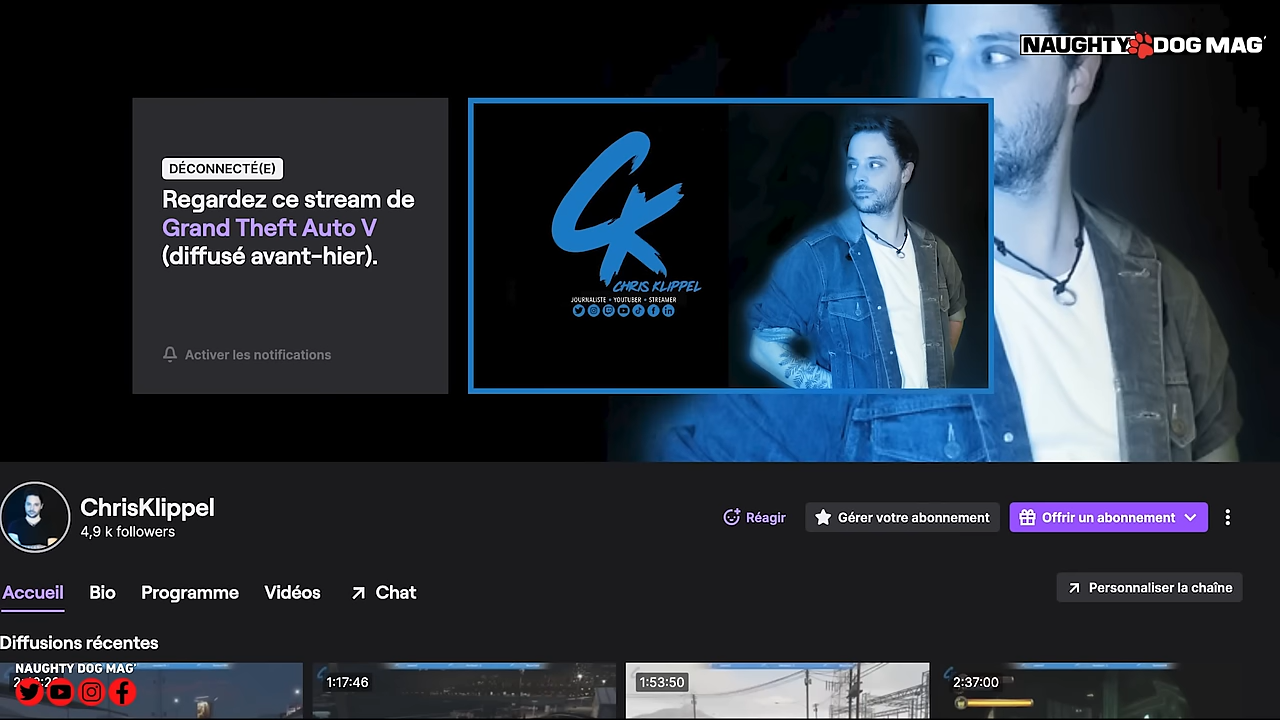 NAUGHTY DOG MAG'
DÉCONNECTÉ(E)
Regardez ce stream de
Grand Theft Auto V
(diffusé avant-hier).
Activer les notifications
CK
CHRIS KLIPPEL
JOURNALISTE • YOUTUBER • STREAMER
ChrisKlippel
4,9 k followers
Réagir
Gérer votre abonnement
Offrir un abonnement
Accueil
Bio
Programme
Vidéos
Chat
Personnaliser la chaîne
Diffusions récentes
NAUGHTY DOG MAG'
1:17:46
1:53:50
2:37:00